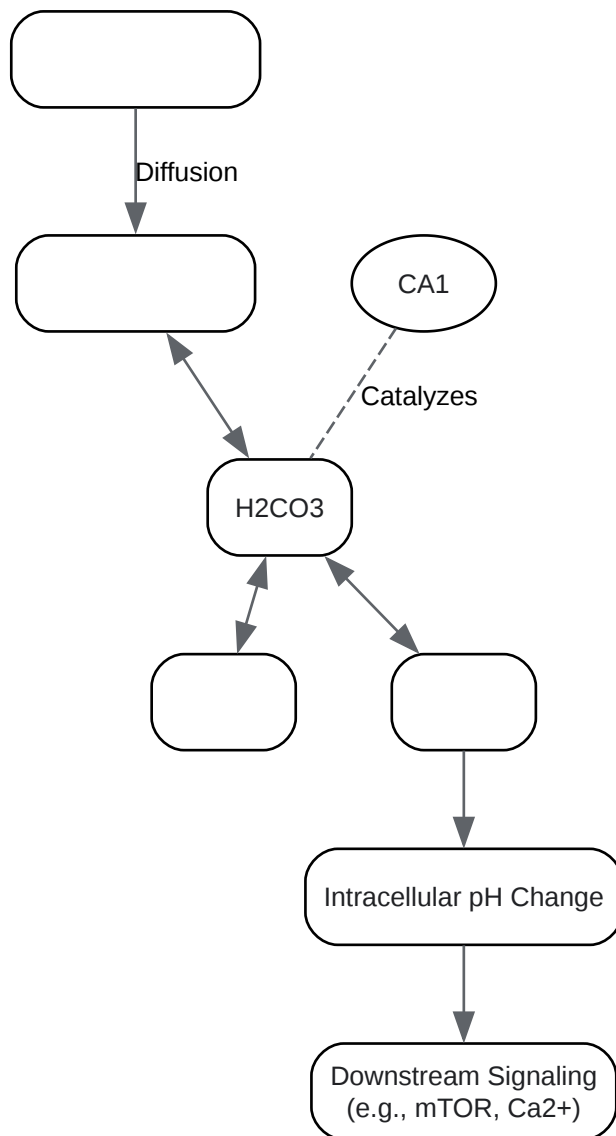 Diffusion
CA1
Catalyzes
H2CO3
Intracellular pH Change
Downstream Signaling
(e.g., mTOR, Ca2+)